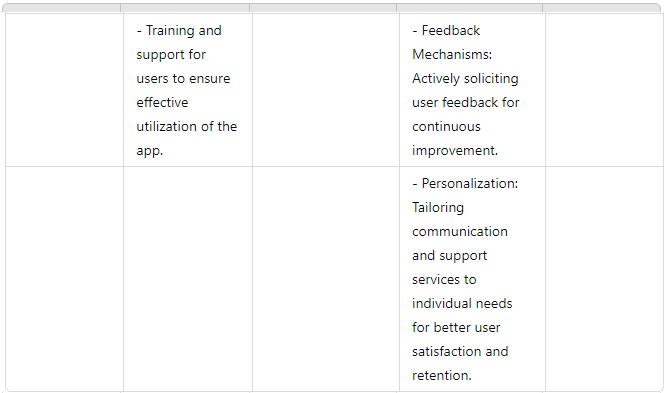 - Training and
support for
users to ensure
effective
utilization of the
app.
- Feedback
Mechanisms:
Actively soliciting
user feedback for
continuous
improvement.
- Personalization:
Tailoring
communication
and support
services to
individual needs
for better user
satisfaction and
retention.